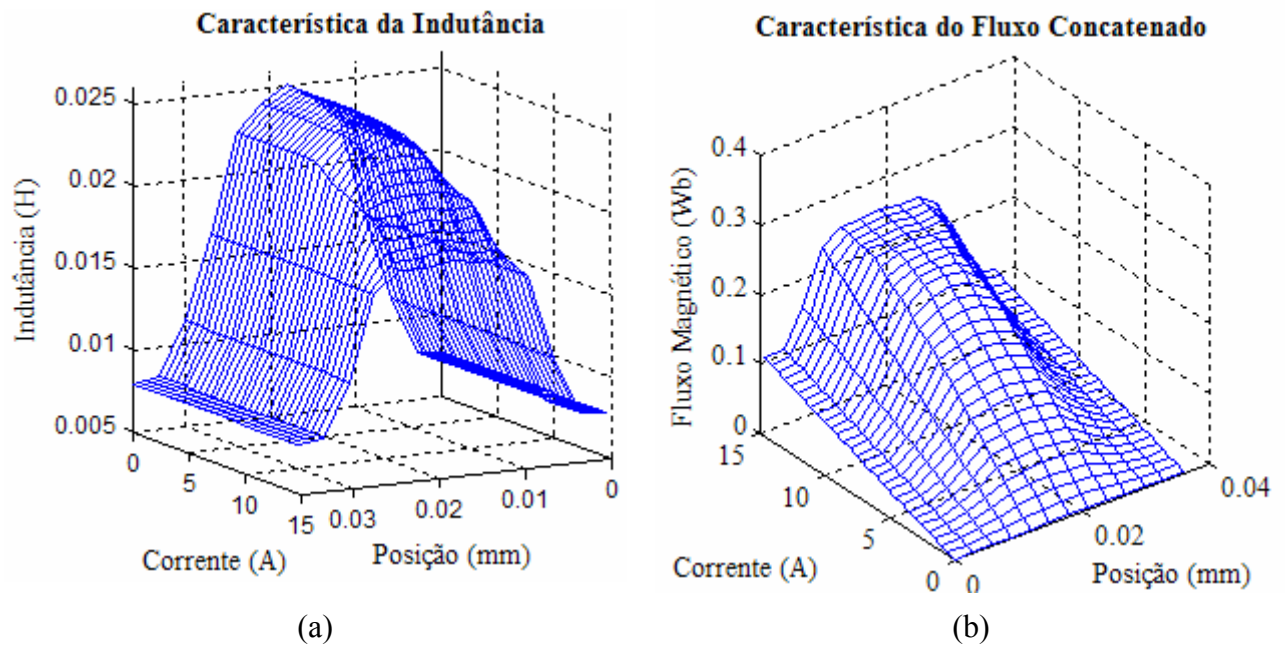 Característica da Indutância
0.025
0.02
0.015
0.01
0.005
Indutância (H)
0
5
10
15
0.03
0.02
0.01
0
Corrente (A)
Posição (mm)
(a)
Característica do Fluxo Concatenado
0.4
0.3
0.2
0.1
0
Fluxo Magnético (Wb)
15
10
5
0
0
0.02
0.04
Corrente (A)
Posição (mm)
(b)